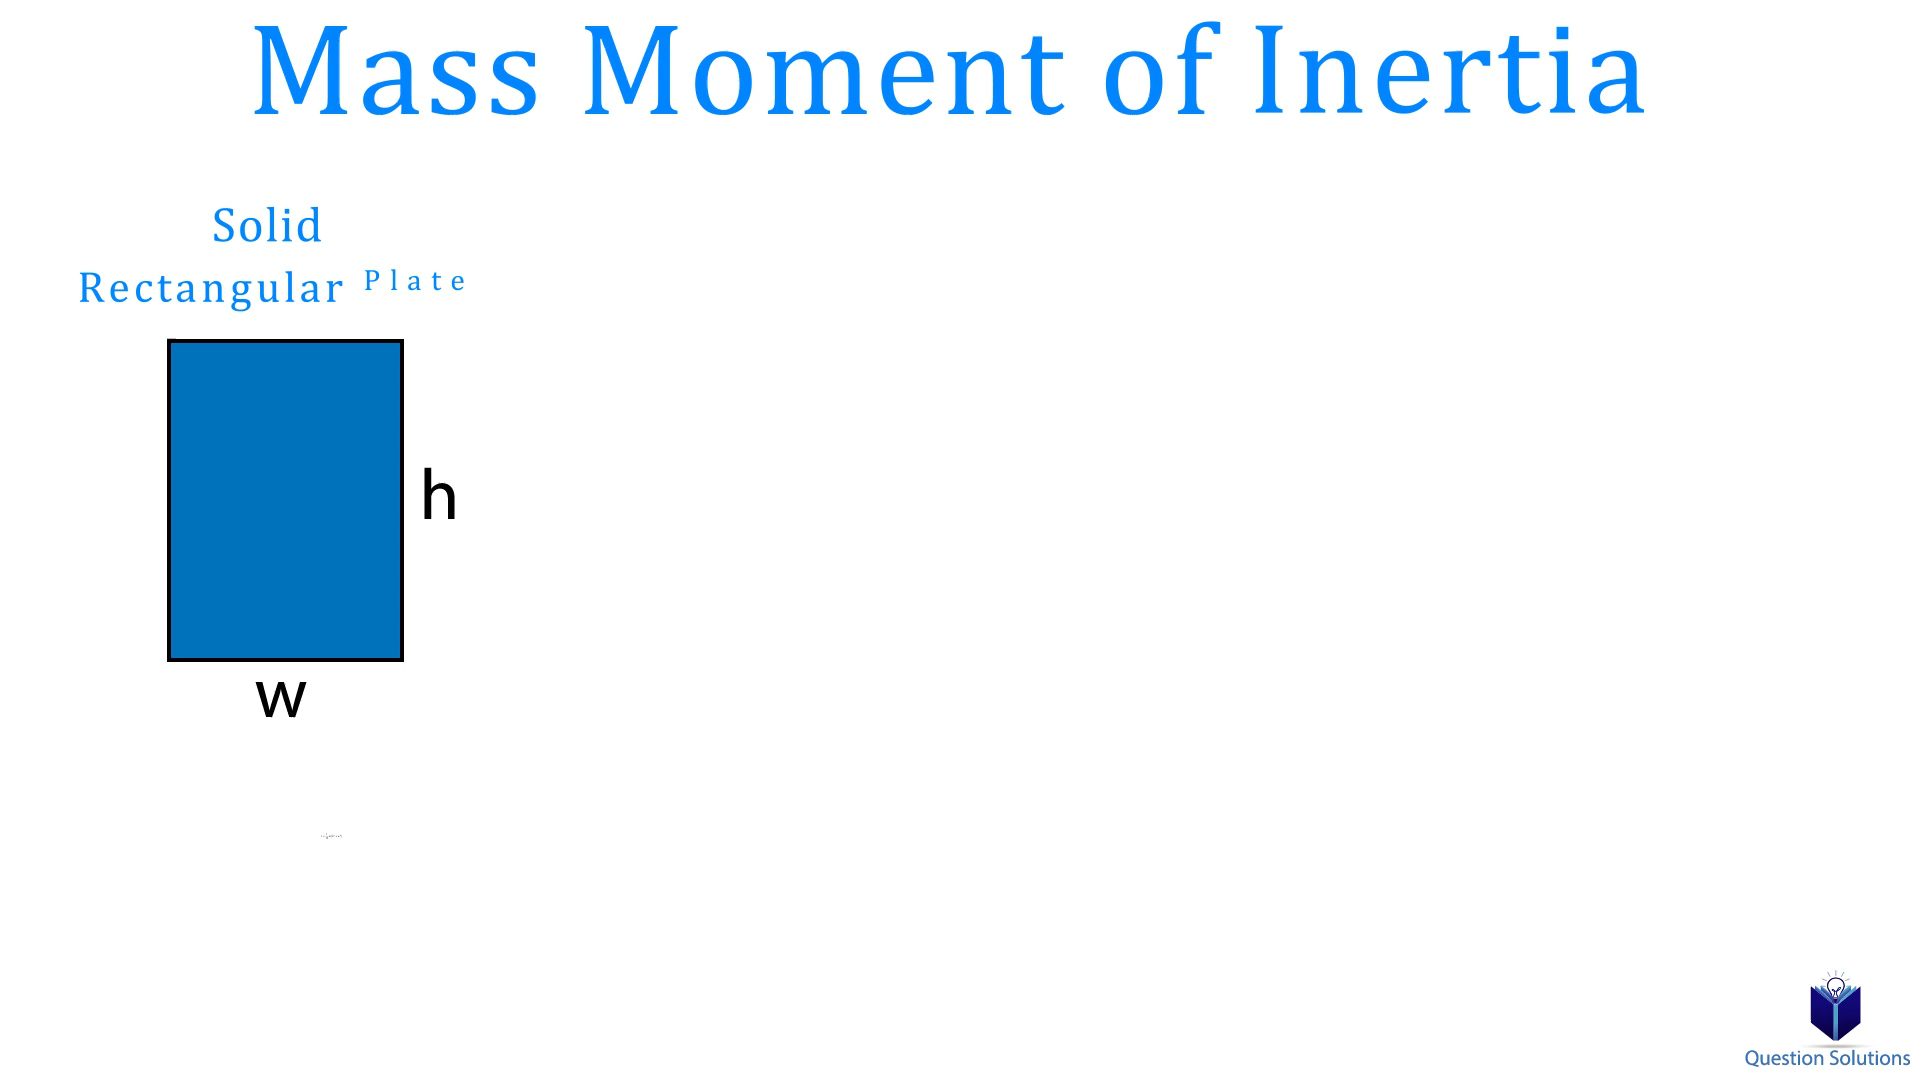 Mass Moment of Inertia
Solid
Rectangular Plate
h
w
Question Solutions